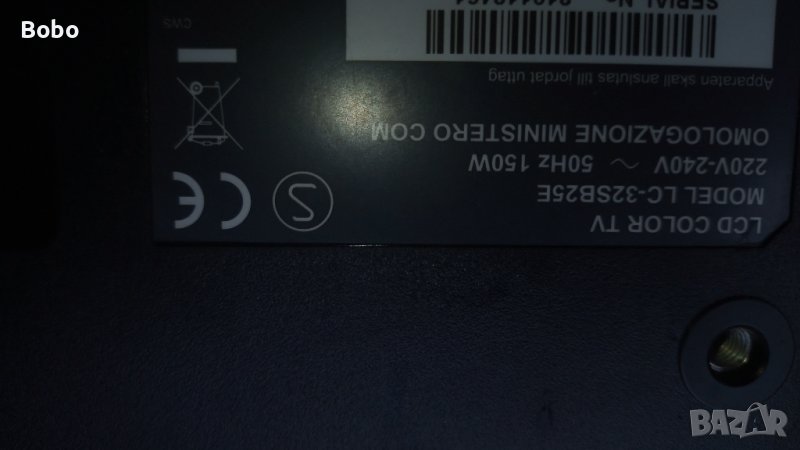 Bobo
LCD COLOR TV
MODEL LC-32SB25E
220V-240V ~ 50Hz 150W
OMOLOGAZIONE MINISTERO COM
Apparaten skall anslutas till jordat uttag
SERIAL No.
CWS
BAZAR